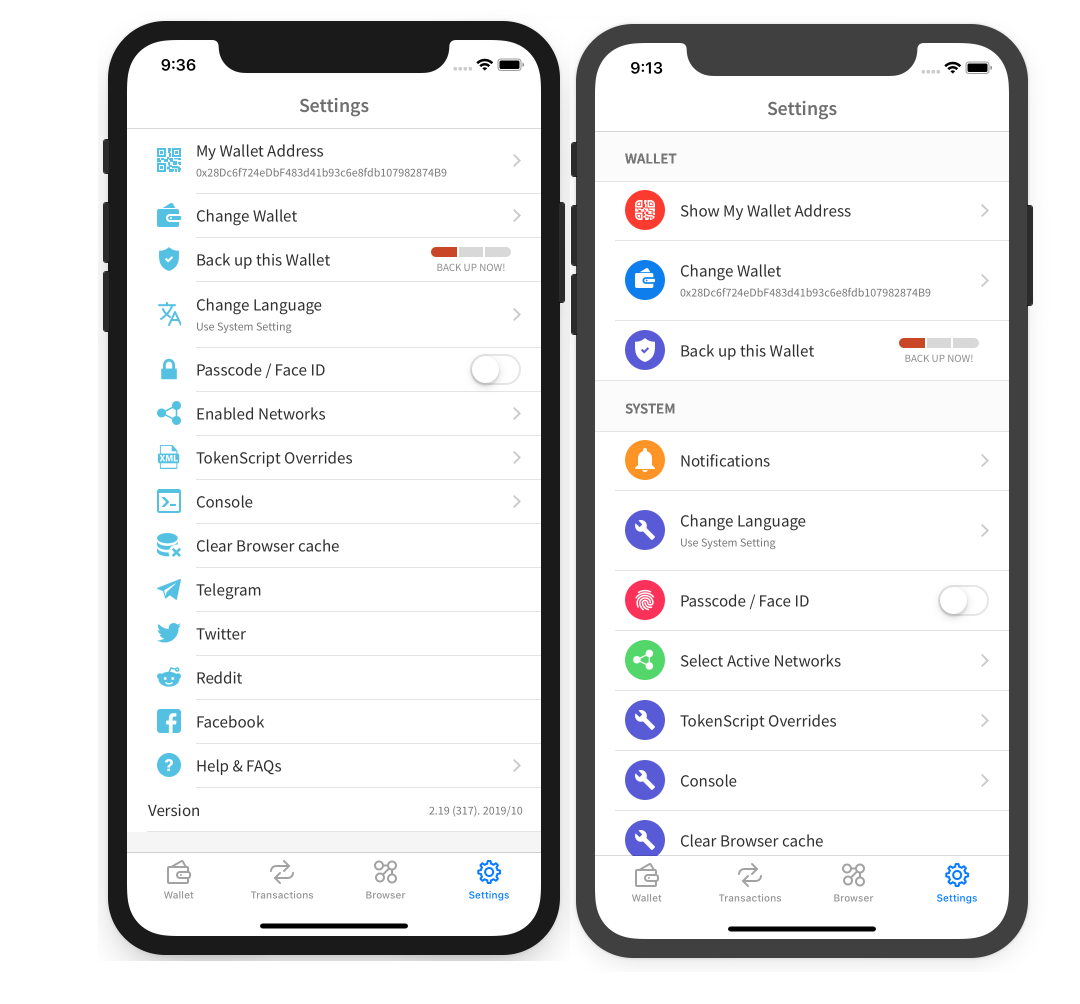 9:36
Settings
My Wallet Address
0x28Dc6f724eDbF483d41b93c6e8fdb107982874B9
Change Wallet
Back up this Wallet
BACK UP NOW!
Change Language
Use System Setting
Passcode / Face ID
Enabled Networks
XML
TokenScript Overrides
Console
Clear Browser cache
Telegram
Twitter
Reddit
Facebook
Help & FAQs
Version 2.19 (317). 2019/10
Wallet Transactions Browser Settings
9:13
Settings
WALLET
Show My Wallet Address
Change Wallet
0x28Dc6f724eDbF483d41b93c6e8fdb107982874B9
Back up this Wallet
BACK UP NOW!
SYSTEM
Notifications
Change Language
Use System Setting
Passcode / Face ID
Select Active Networks
TokenScript Overrides
Console
Clear Browser cache
Wallet Transactions Browser Settings